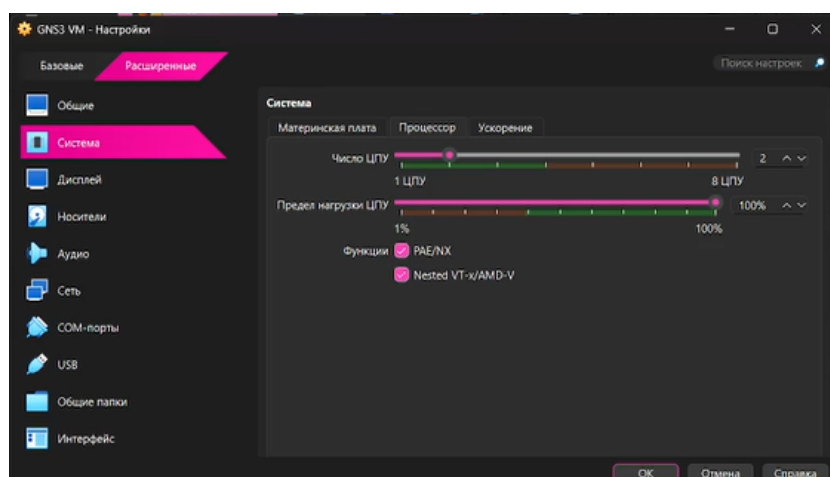 GNS3 VM - Настройки
Базовые Расширенные Поиск настроек
Общие
Система
Дисплей
Носители
Аудио
Сеть
COM-порты
USB
Общие папки
Интерфейс
Система
Материнская плата Процессор Ускорение
Число ЦПУ 2
1 ЦПУ 8 ЦПУ
Предел нагрузки ЦПУ 100%
1% 100%
Функции PAE/NX
Nested VT-x/AMD-V
OK Отмена Справка